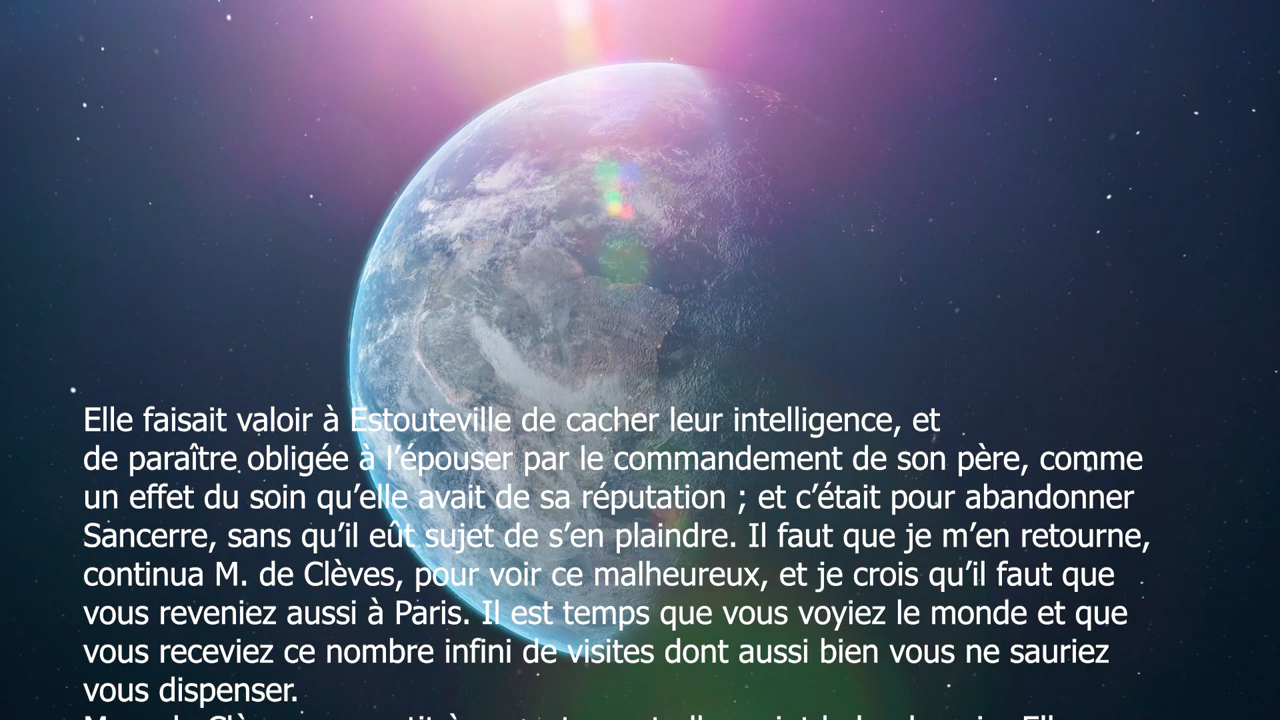 Elle faisait valoir à Estouteville de cacher leur intelligence, et
de paraître obligée à l’épouser par le commandement de son père, comme
un effet du soin qu’elle avait de sa réputation ; et c’était pour abandonner
Sancerre, sans qu’il eût sujet de s’en plaindre. Il faut que je m’en retourne,
continua M. de Clèves, pour voir ce malheureux, et je crois qu’il faut que
vous reveniez aussi à Paris. Il est temps que vous voyiez le monde et que
vous receviez ce nombre infini de visites dont aussi bien vous ne sauriez
vous dispenser.